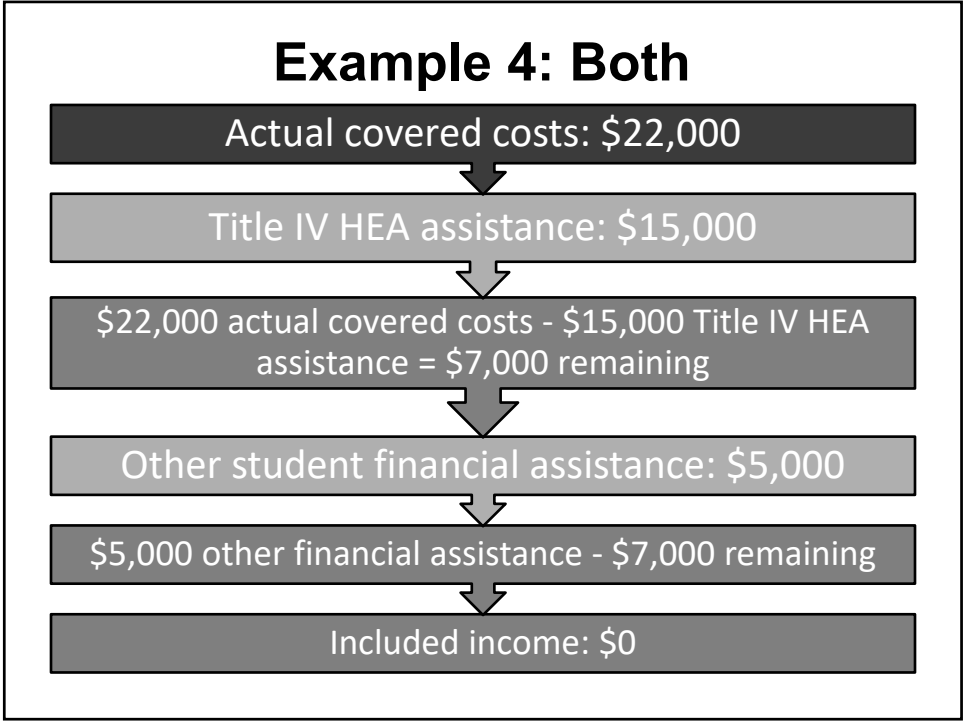 Example 4: Both
Actual covered costs: $22,000
Title IV HEA assistance: $15,000
$22,000 actual covered costs - $15,000 Title IV HEA
assistance = $7,000 remaining
Other student financial assistance: $5,000
$5,000 other financial assistance - $7,000 remaining
Included income: $0